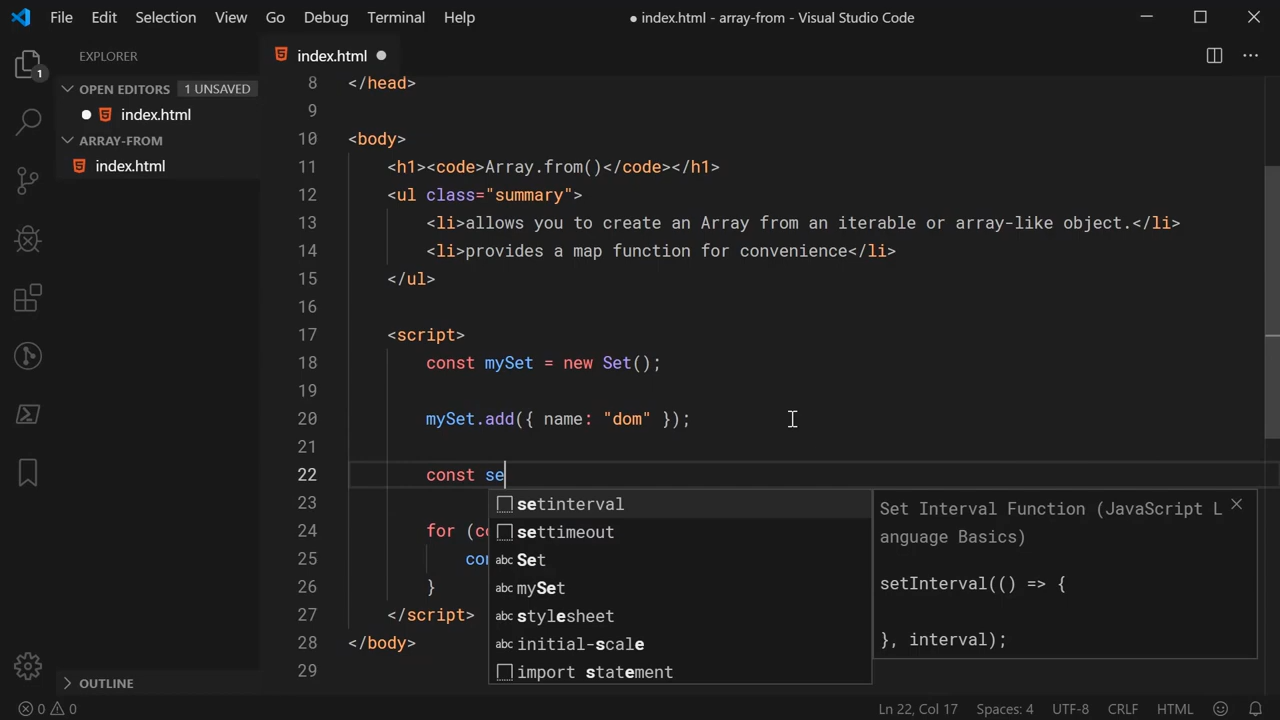 File Edit Selection View Go Debug Terminal Help
● index.html - array-from - Visual Studio Code
EXPLORER
index.html
1
OPEN EDITORS 1 UNSAVED
index.html
ARRAY-FROM
index.html
8 </head>
9
10 <body>
11 <h1><code>Array.from()</code></h1>
12 <ul class="summary">
13 <li>allows you to create an Array from an iterable or array-like object.</li>
14 <li>provides a map function for convenience</li>
15 </ul>
16
17 <script>
18 const mySet = new Set();
19
20 mySet.add({ name: "dom" });
21
22 const se
23
24 for (co
25 con
26 }
27 </script>
28 </body>
29
setinterval
settimeout
abc Set
abc mySet
abc stylesheet
abc initial-scale
import statement
Set Interval Function (JavaScript L
anguage Basics)
setInterval(() => {
}, interval);
OUTLINE
0 0
Ln 22, Col 17 Spaces: 4 UTF-8 CRLF HTML